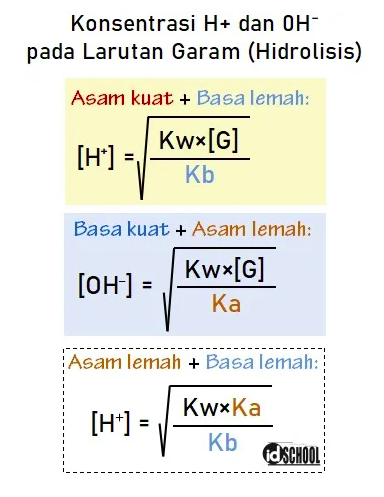 Konsentrasi H+ dan OH⁻
pada Larutan Garam (Hidrolisis)
Asam kuat + Basa lemah:
[H⁺] = √(Kw×[G] / Kb)
Basa kuat + Asam lemah:
[OH⁻] = √(Kw×[G] / Ka)
Asam lemah + Basa lemah:
[H⁺] = √(Kw×Ka / Kb)
idSCHOOL